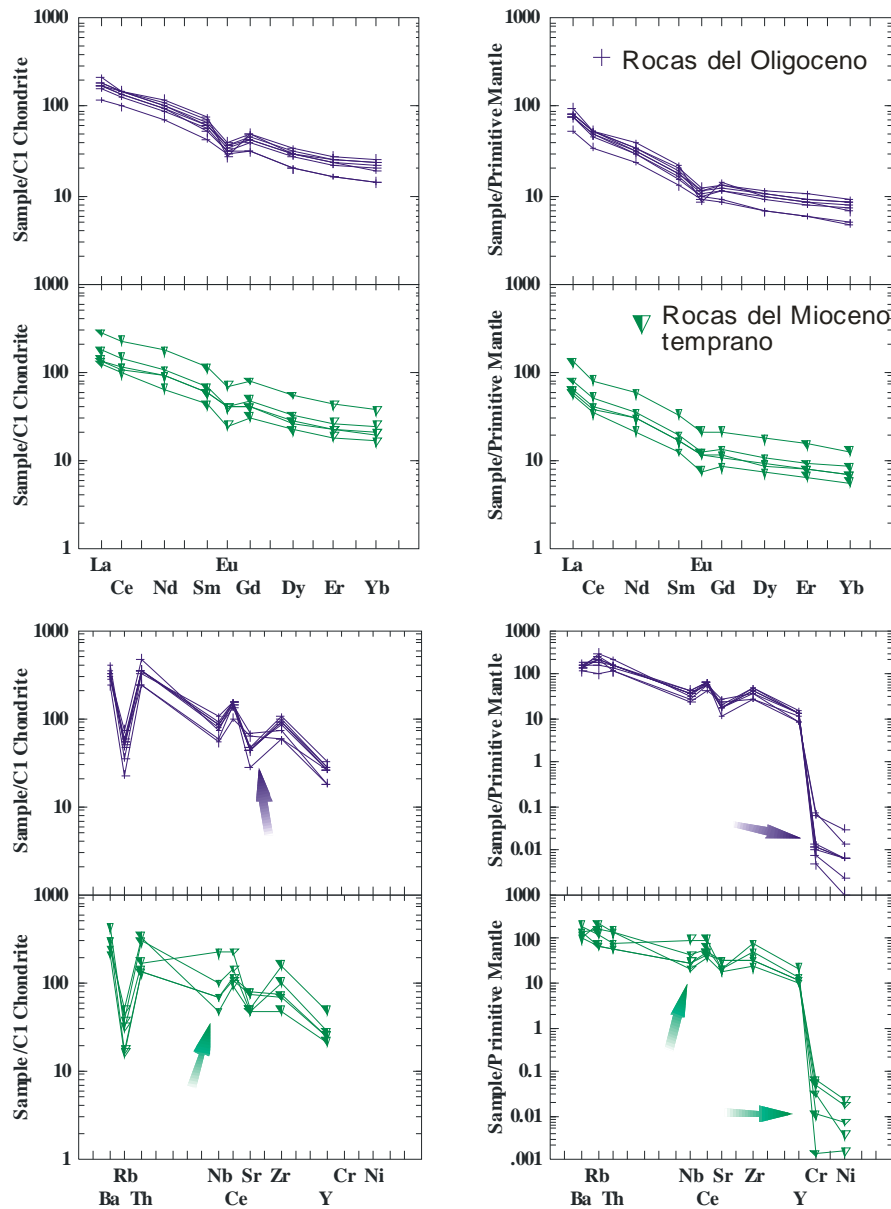 1000
100
10
1000
100
10
1
Sample/C1 Chondrite
Sample/C1 Chondrite
La Eu
Ce Nd Sm Gd Dy Er Yb
1000
100
10
1000
100
10
1
Sample/Primitive Mantle
Sample/Primitive Mantle
Rocas del Oligoceno
Rocas del Mioceno
temprano
La Eu
Ce Nd Sm Gd Dy Er Yb
1000
100
10
1000
100
10
1
Sample/C1 Chondrite
Sample/C1 Chondrite
Rb Nb Sr Zr Cr Ni
Ba Th Ce Y
1000
100
10
1
0.1
0.01
1000
100
10
1
0.1
0.01
.001
Sample/Primitive Mantle
Sample/Primitive Mantle
Rb Nb Sr Zr Cr Ni
Ba Th Ce Y